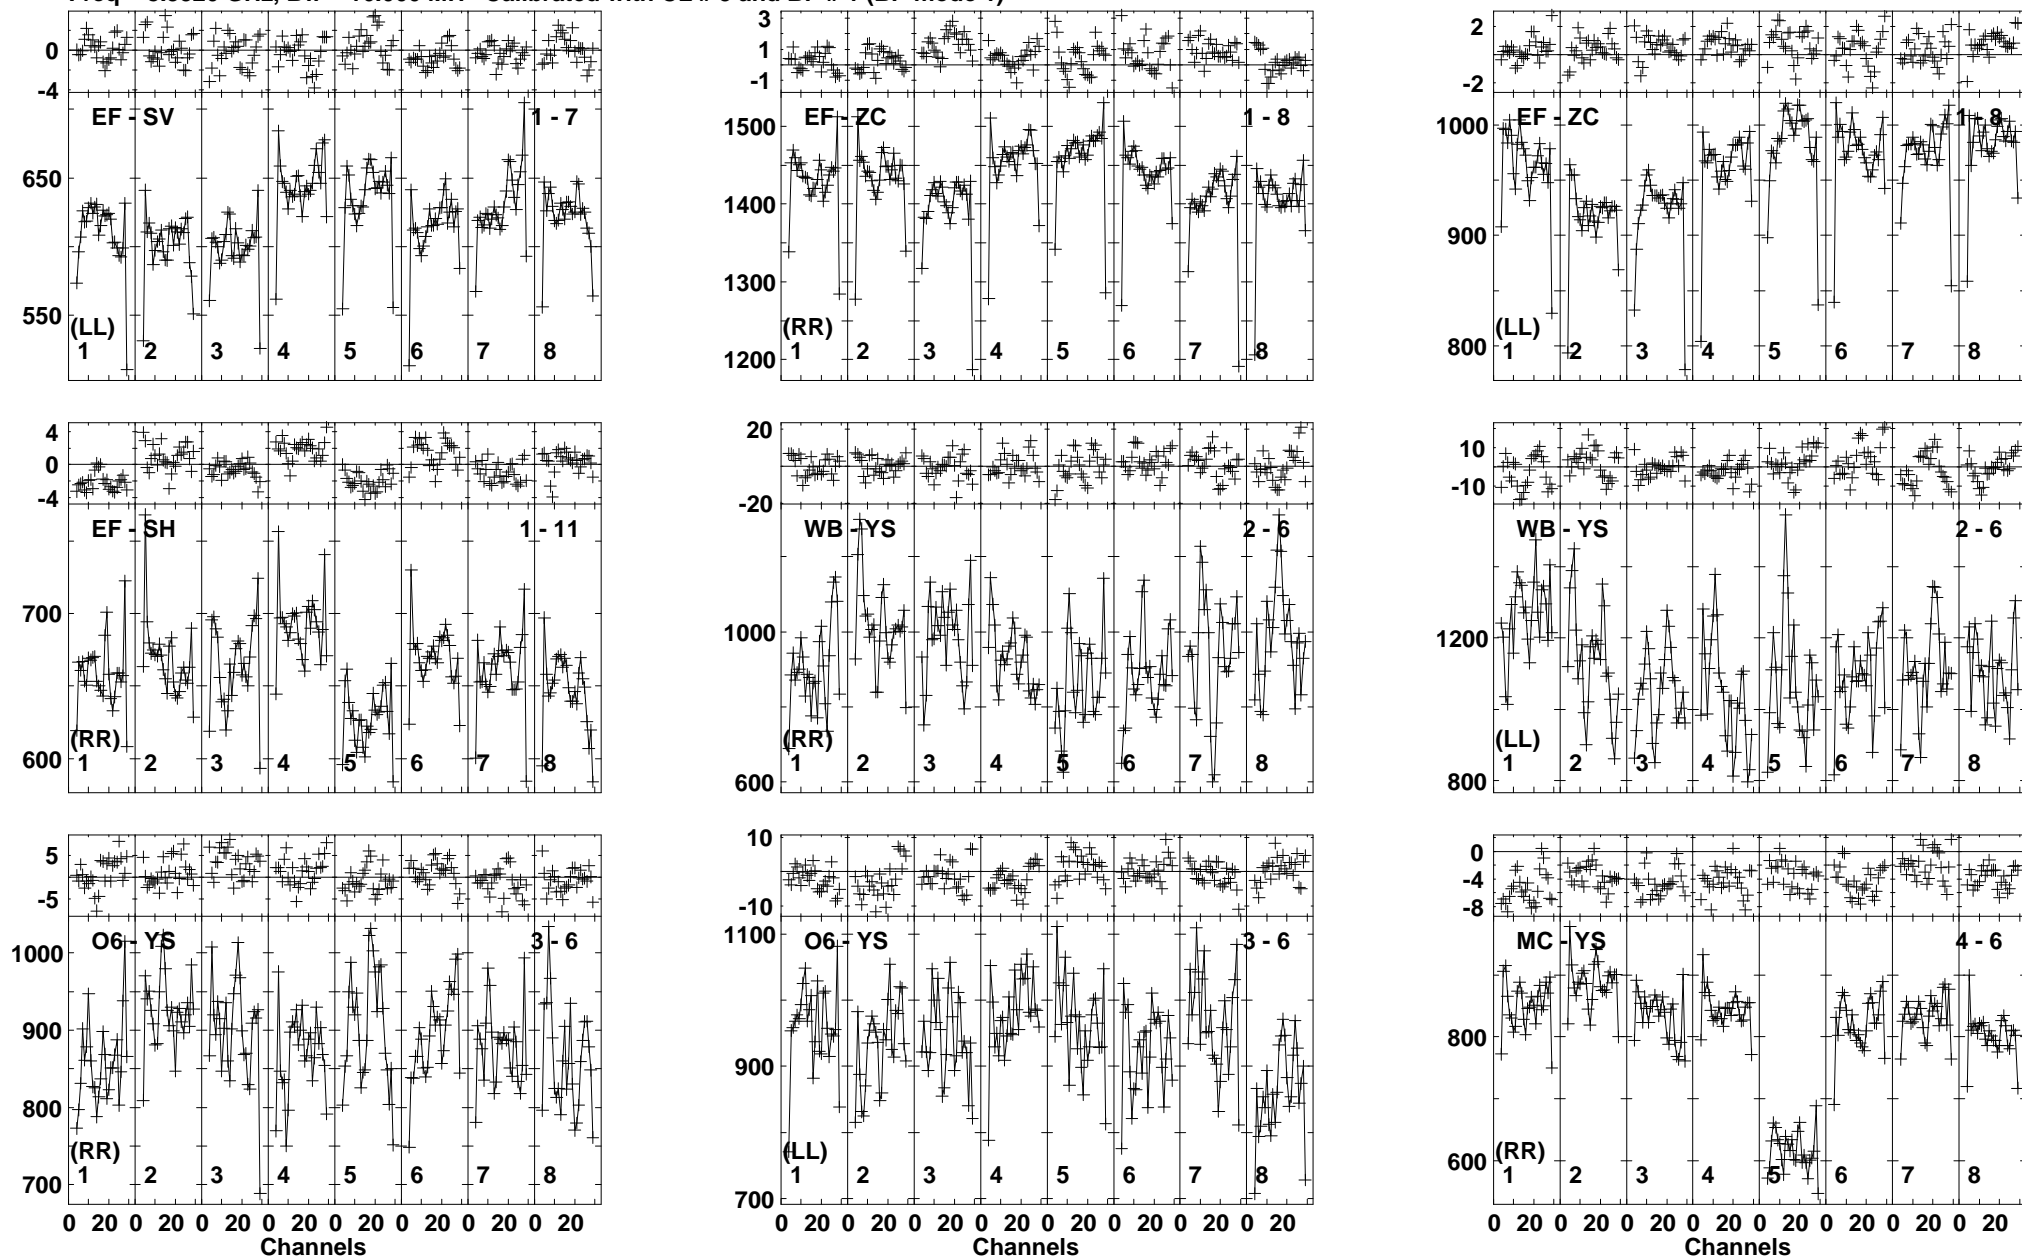 0
-4
EF - SV
1 - 7
650
550
(LL)
1 2 3 4 5 6 7 8
3
1
-1
EF - ZC
1 - 8
1500
1400
1300
1200
(RR)
1 2 3 4 5 6 7 8
2
-2
EF - ZC
1 - 8
1000
900
800
(LL)
1 2 3 4 5 6 7 8
4
0
-4
EF - SH
1 - 11
700
600
(RR)
1 2 3 4 5 6 7 8
20
-20
WB - YS
2 - 6
1000
600
(RR)
1 2 3 4 5 6 7 8
10
-10
WB - YS
2 - 6
1200
800
(LL)
1 2 3 4 5 6 7 8
5
-5
O6 - YS
3 - 6
1000
900
800
700
(RR)
1 2 3 4 5 6 7 8
0 20 0 20 0 20 0 20 0 20 0 20 0 20 0 20
Channels
10
-10
O6 - YS
3 - 6
1100
900
700
(LL)
1 2 3 4 5 6 7 8
0 20 0 20 0 20 0 20 0 20 0 20 0 20 0 20
Channels
0
-4
-8
MC - YS
4 - 6
800
600
(RR)
1 2 3 4 5 6 7 8
0 20 0 20 0 20 0 20 0 20 0 20 0 20 0 20
Channels